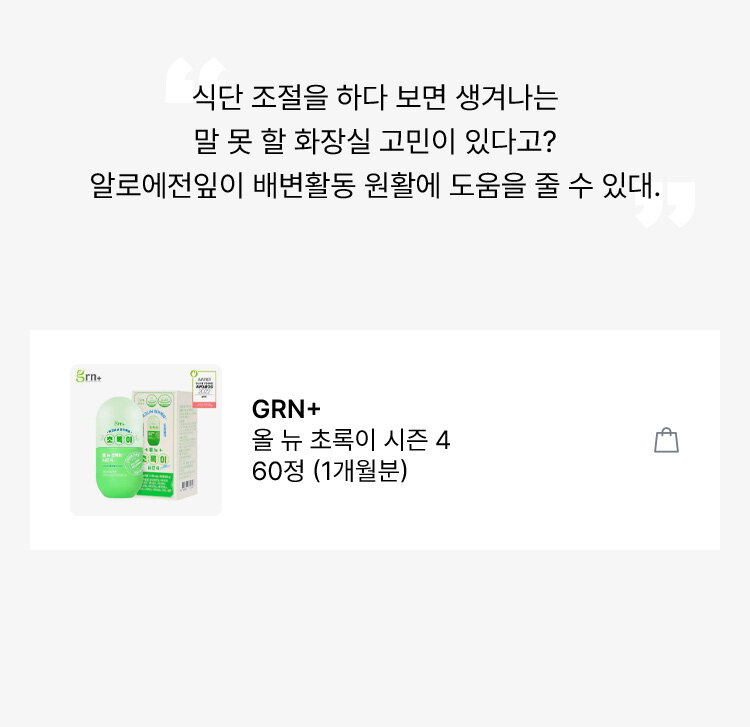 식단 조절을 하다 보면 생겨나는
말 못 할 화장실 고민이 있다고?
알로에전잎이 배변활동 원활에 도움을 줄 수 있대.
grn+
GRN+
올 뉴 초록이 시즌 4
60정 (1개월분)
초록이
초록이